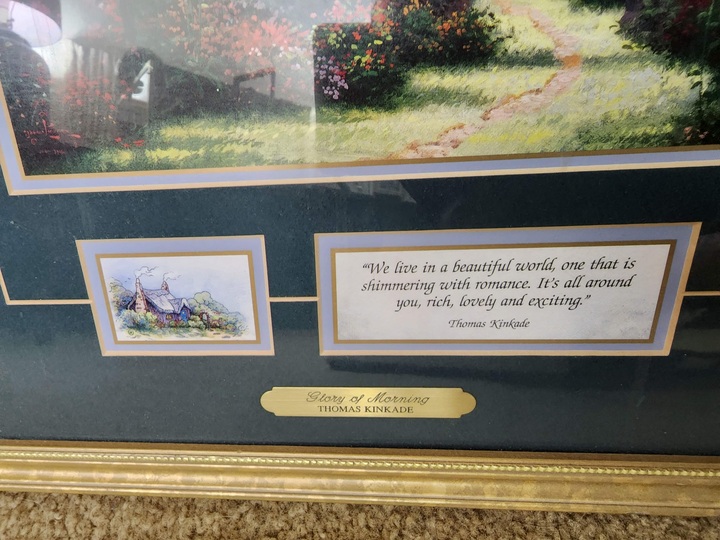 “We live in a beautiful world, one that is
shimmering with romance. It's all around
you, rich, lovely and exciting.”
Thomas Kinkade
Glory of Morning
THOMAS KINKADE